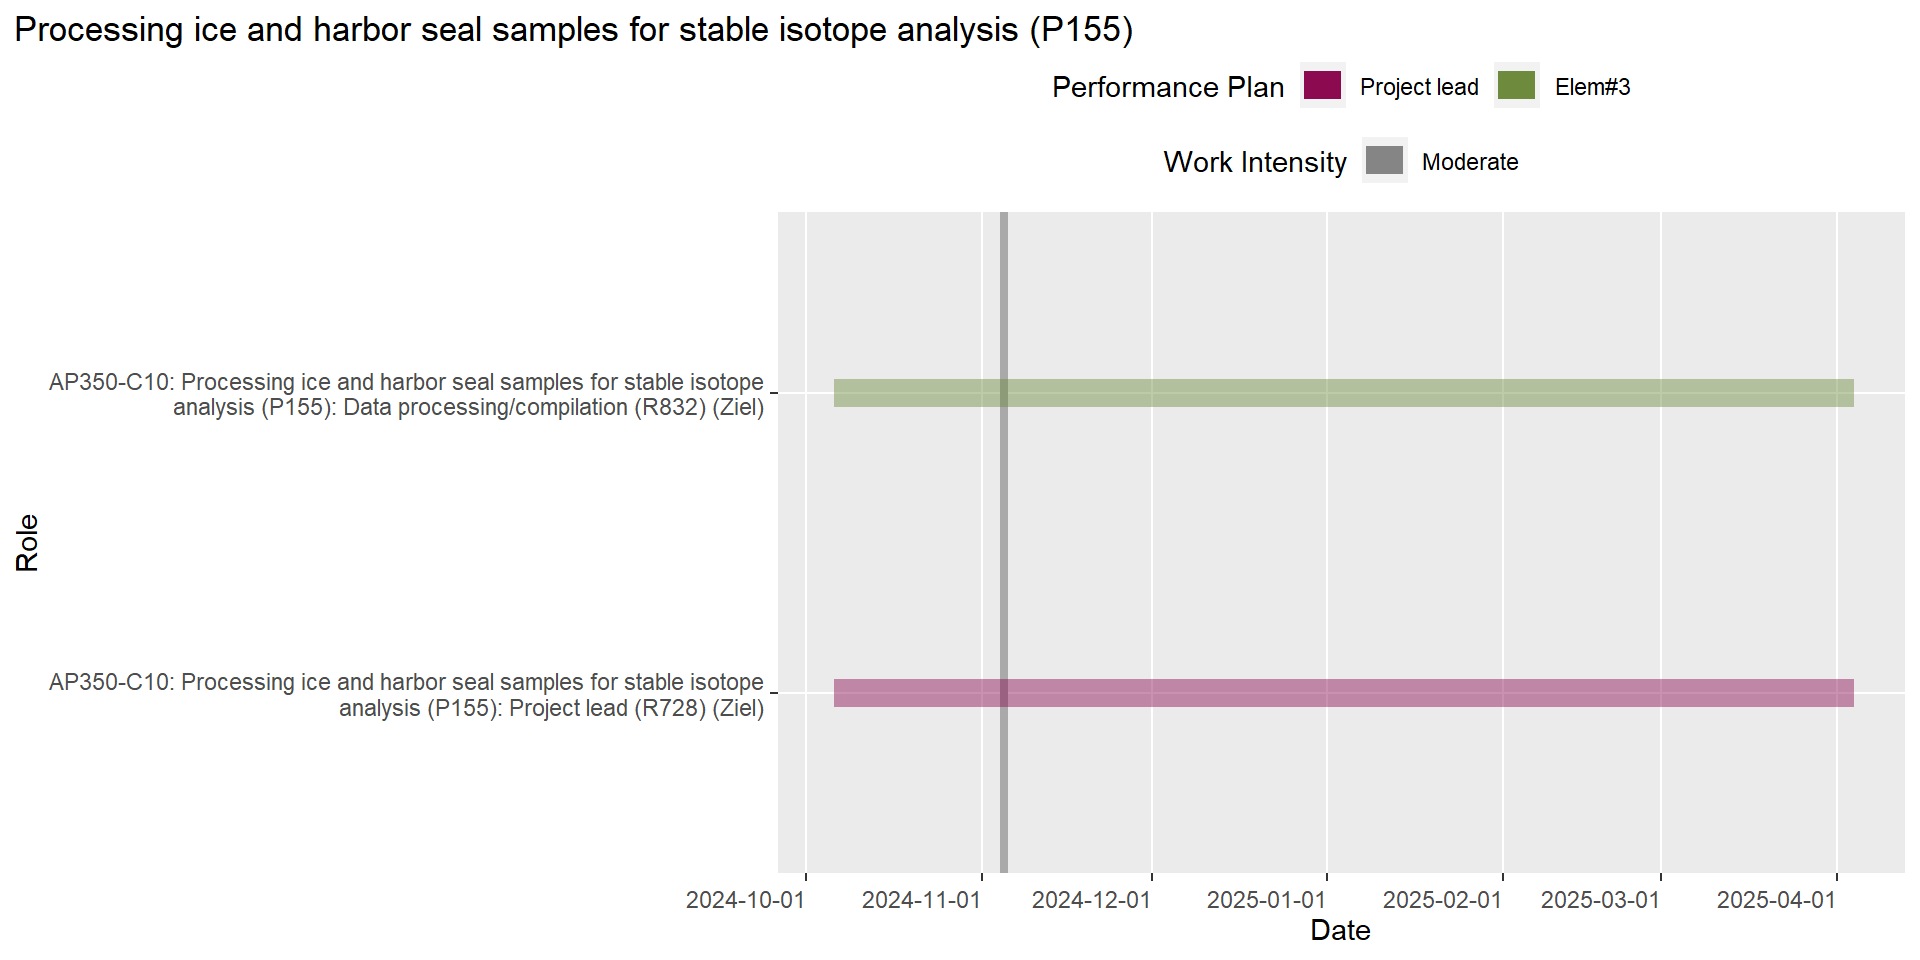 Processing ice and harbor seal samples for stable isotope analysis (P155)
Performance Plan Project lead Elem#3
Work Intensity Moderate
AP350-C10: Processing ice and harbor seal samples for stable isotope
analysis (P155): Data processing/compilation (R832) (Ziel)
Role
AP350-C10: Processing ice and harbor seal samples for stable isotope
analysis (P155): Project lead (R728) (Ziel)
2024-10-01 2024-11-01 2024-12-01 2025-01-01 2025-02-01 2025-03-01 2025-04-01
Date